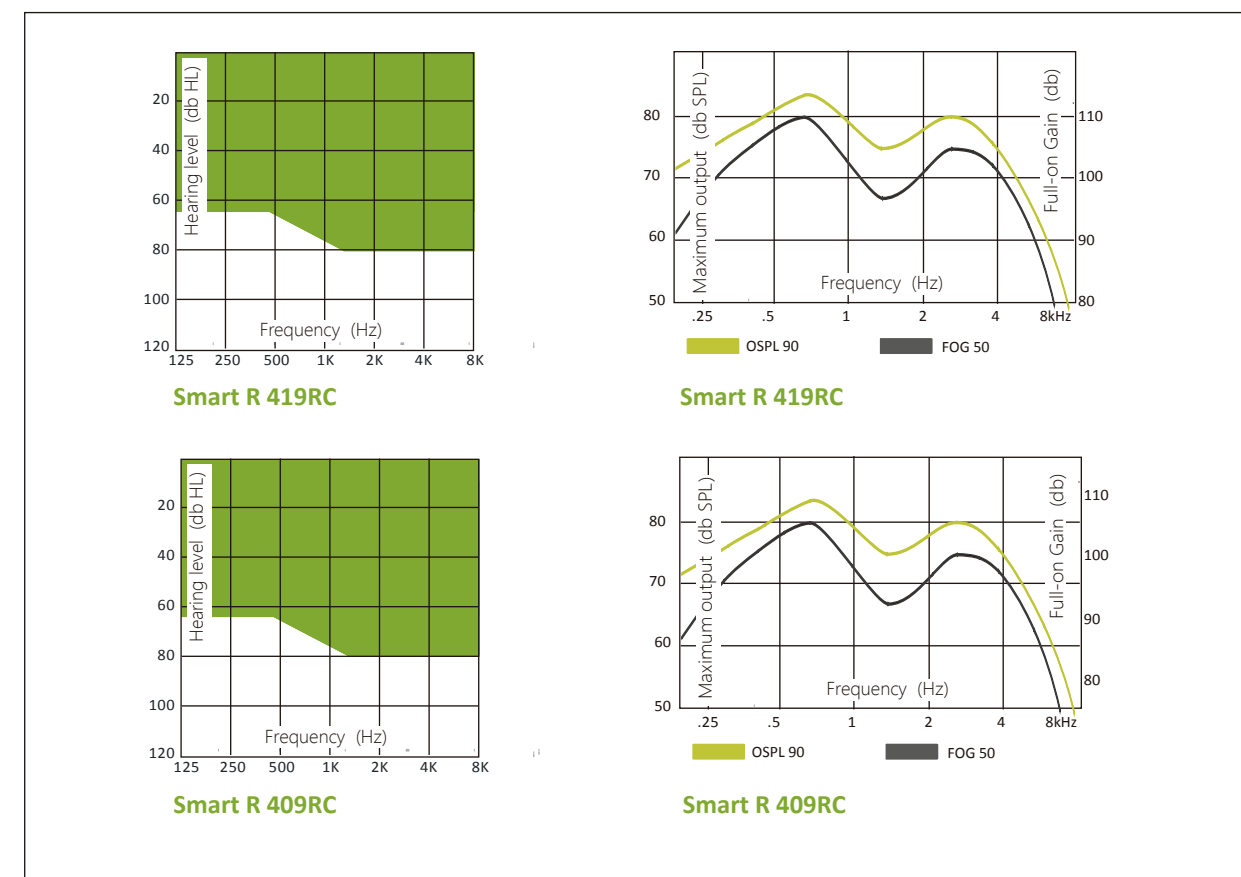 Hearing level (db HL)
20
40
60
80
100
120
Frequency (Hz)
125 250 500 1K 2K 4K 8K
Smart R 419RC
Maximum output (db SPL)
80
70
60
50
Full-on Gain (db)
110
100
90
80
Frequency (Hz)
.25 .5 1 2 4 8kHz
OSPL 90 FOG 50
Smart R 419RC
Hearing level (db HL)
20
40
60
80
100
120
Frequency (Hz)
125 250 500 1K 2K 4K 8K
Smart R 409RC
Maximum output (db SPL)
80
70
60
50
Full-on Gain (db)
110
100
90
80
Frequency (Hz)
.25 .5 1 2 4 8kHz
OSPL 90 FOG 50
Smart R 409RC